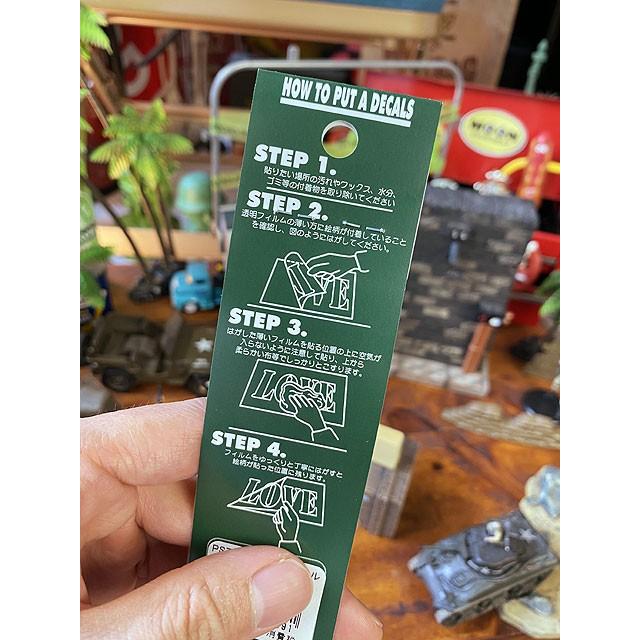 HOW TO PUT A DECALS
STEP 1.
貼りたい場所の汚れやワックス、水分、
ゴミ等の付着物を取り除いてください
STEP 2.
透明フィルムの薄い方に絵柄が付着していること
を確認し、図のようにはがしてください。
VE
STEP 3.
はがした薄いフィルムを貼る位置の上に空気が
入らないように注意して貼り、上から
柔らかい布等でしっかりとこすります。
LOVE
STEP 4.
フィルムをゆっくりと丁寧にはがすと
絵柄が貼った位置に残ります。
LOVE